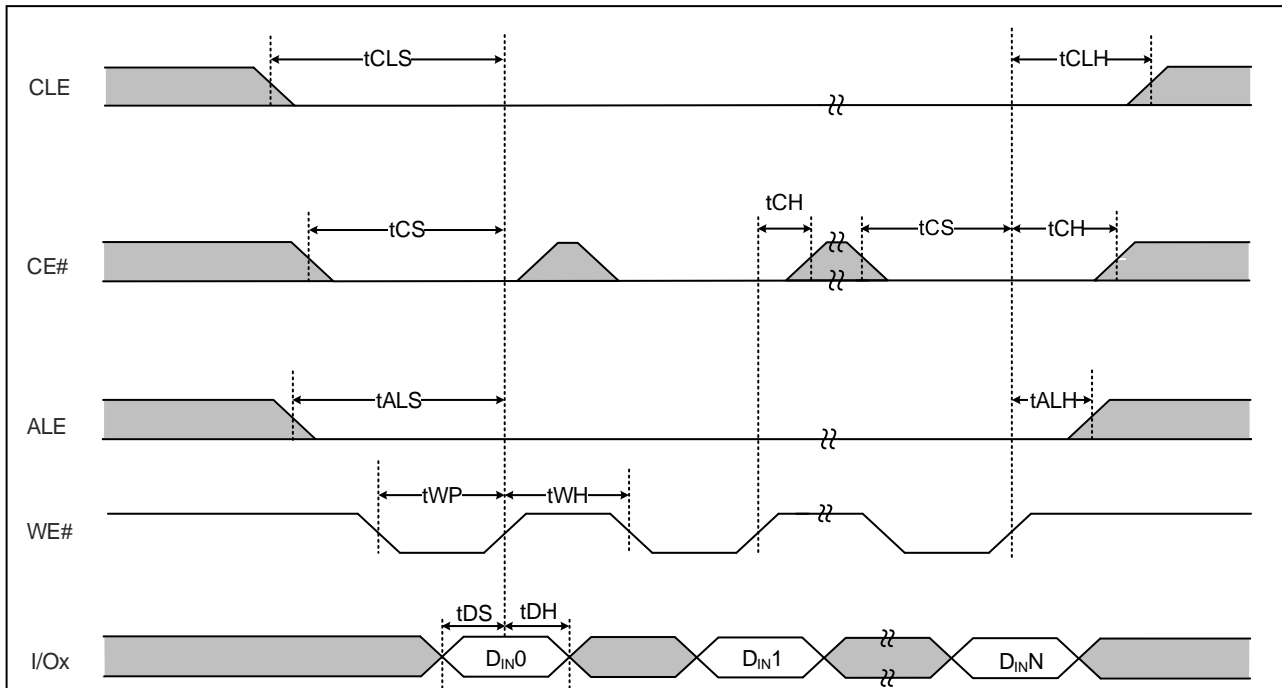 tCLS
tCLH
CLE
tCH
tCS
tCS
tCH
CE#
tALS
tALH
ALE
tWP
tWH
WE#
tDS
tDH
I/Ox
DIN0
DIN1
DINN